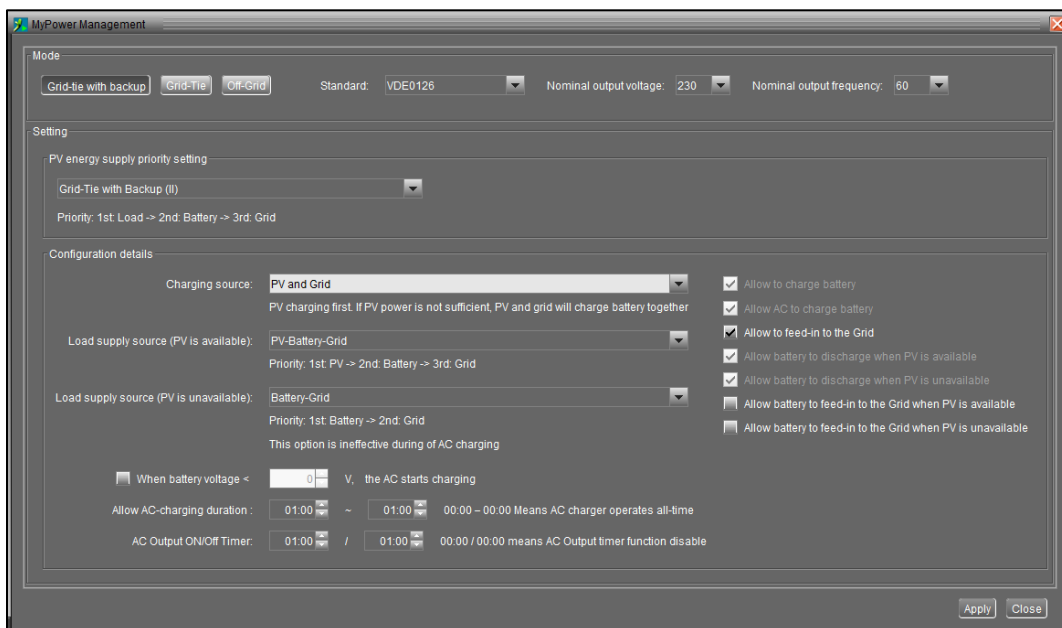 MyPower Management
Mode
Grid-tie with backup Grid-Tie Off-Grid Standard: VDE0126 Nominal output voltage: 230 Nominal output frequency: 60
Setting
PV energy supply priority setting
Grid-Tie with Backup (II)
Priority: 1st: Load -> 2nd: Battery -> 3rd: Grid
Configuration details
Charging source: PV and Grid
PV charging first. If PV power is not sufficient, PV and grid will charge battery together
Load supply source (PV is available): PV-Battery-Grid
Priority: 1st: PV -> 2nd: Battery -> 3rd: Grid
Load supply source (PV is unavailable): Battery-Grid
Priority: 1st: Battery -> 2nd: Grid
This option is ineffective during of AC charging
Allow to charge battery
Allow AC to charge battery
Allow to feed-in to the Grid
Allow battery to discharge when PV is available
Allow battery to discharge when PV is unavailable
Allow battery to feed-in to the Grid when PV is available
Allow battery to feed-in to the Grid when PV is unavailable
When battery voltage < 0 V, the AC starts charging
Allow AC-charging duration : 01:00 ~ 01:00 00:00 – 00:00 Means AC charger operates all-time
AC Output ON/Off Timer: 01:00 / 01:00 00:00 / 00:00 means AC Output timer function disable
Apply Close